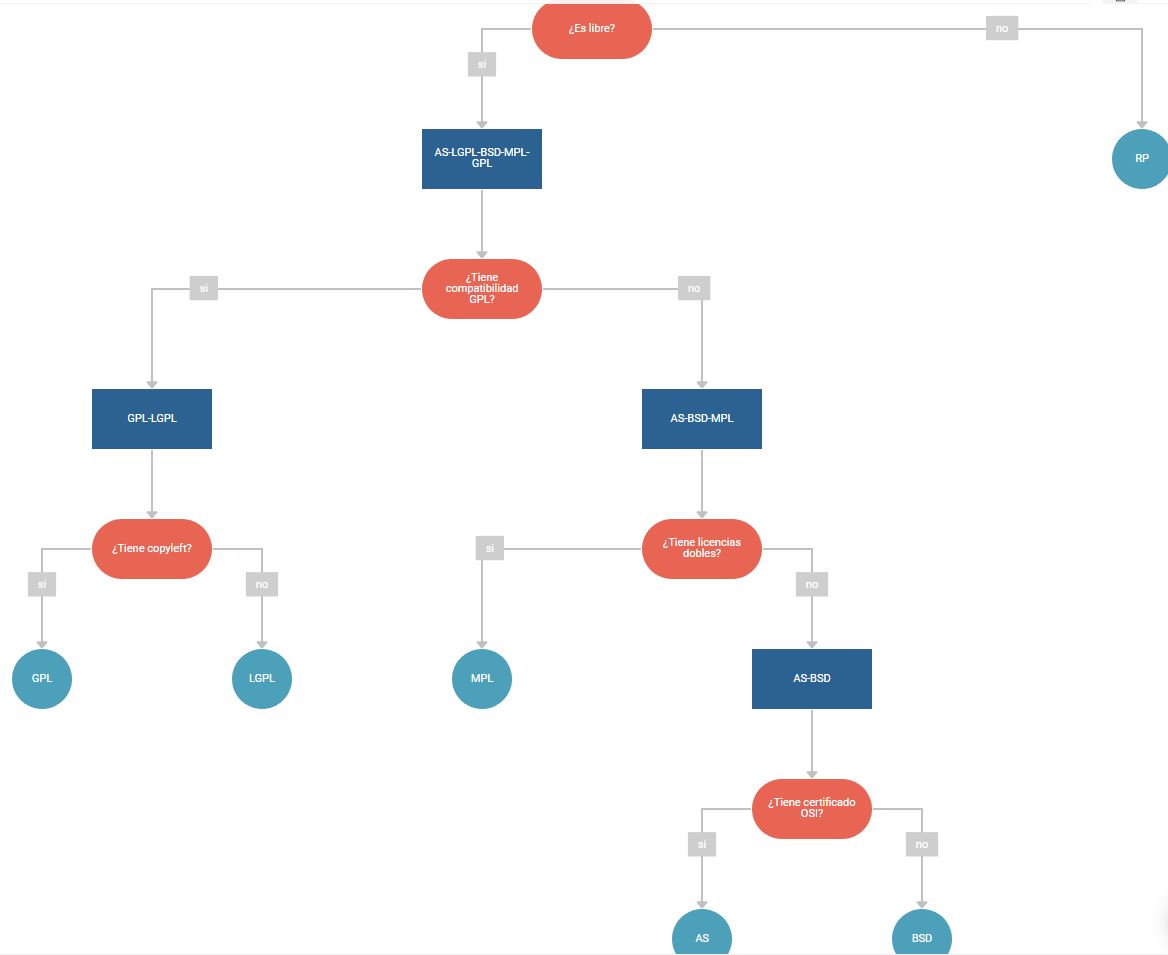 ¿Es libre?
no
si
AS-LGPL-BSD-MPL-
GPL
RP
¿Tiene
compatibilidad
GPL?
si
no
GPL-LGPL
AS-BSD-MPL
¿Tiene copyleft?
¿Tiene licencias
dobles?
si
si
no
no
GPL
LGPL
MPL
AS-BSD
¿Tiene certificado
OSI?
si
no
AS
BSD